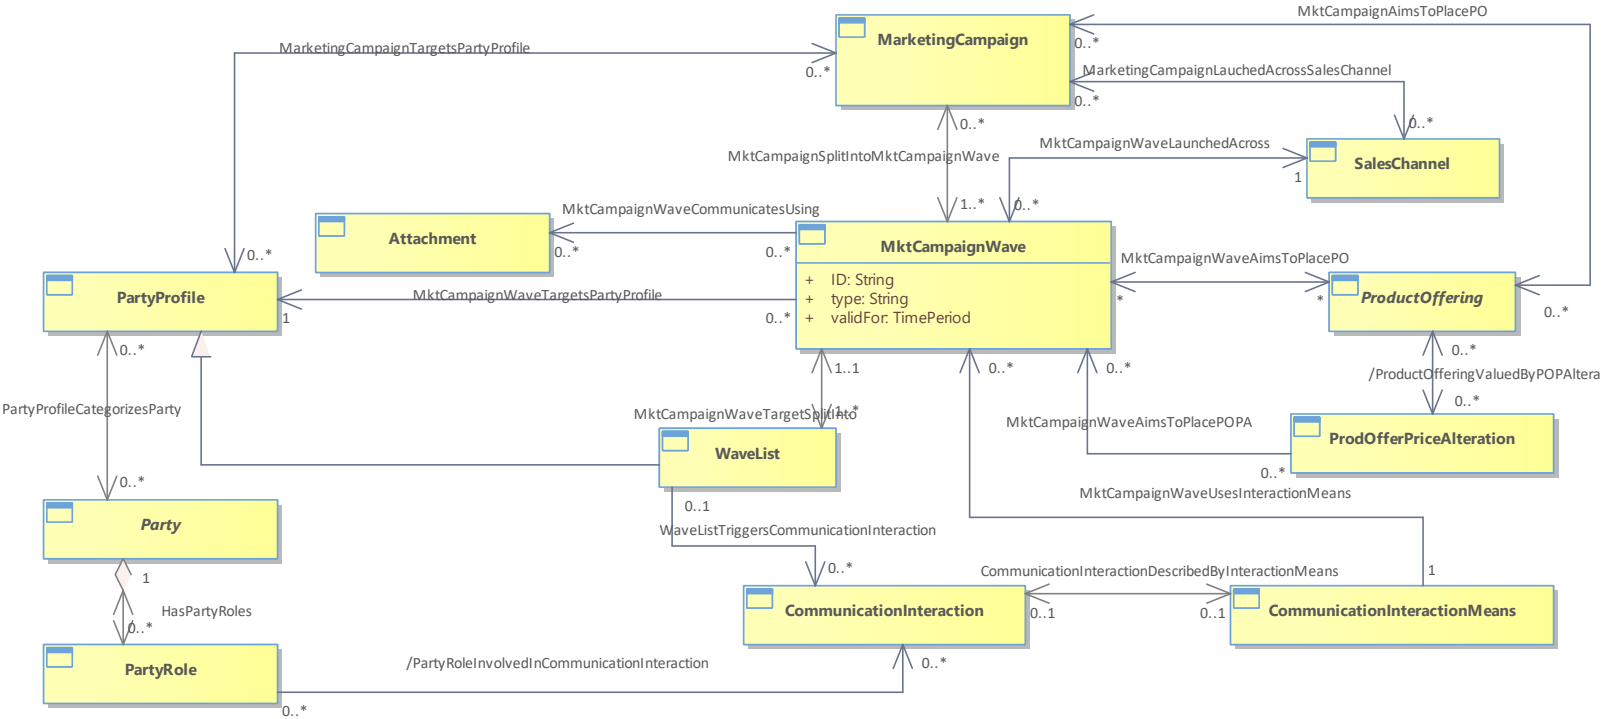 MktCampaignAimsToPlacePO
MarketingCampaign
0..*
MarketingCampaignTargetsPartyProfile
0..*
MarketingCampaignLauchedAcrossSalesChannel
0..*
0..*
0..*
MktCampaignWaveLaunchedAcross
MktCampaignSplitIntoMktCampaignWave
SalesChannel
1
1..*
0..*
MktCampaignWaveCommunicatesUsing
Attachment
0..*
0..*
MktCampaignWave
0..*
MktCampaignWaveAimsToPlacePO
+ ID: String
+ type: String
+ validFor: TimePeriod
PartyProfile
MktCampaignWaveTargetsPartyProfile
1
0..*
*
*
ProductOffering
0..*
0..*
0..*
1..1
0..*
0..*
/ProductOfferingValuedByPOPAltera
0..*
PartyProfileCategorizesParty
MktCampaignWaveTargetSplitInto
1..*
MktCampaignWaveAimsToPlacePOPA
ProdOfferPriceAlteration
WaveList
0..*
0..*
MktCampaignWaveUsesInteractionMeans
0..1
Party
WaveListTriggersCommunicationInteraction
0..*
1
CommunicationInteractionDescribedByInteractionMeans
1
HasPartyRoles
0..*
CommunicationInteraction
0..1
0..1
CommunicationInteractionMeans
PartyRole
/PartyRoleInvolvedInCommunicationInteraction
0..*
0..*